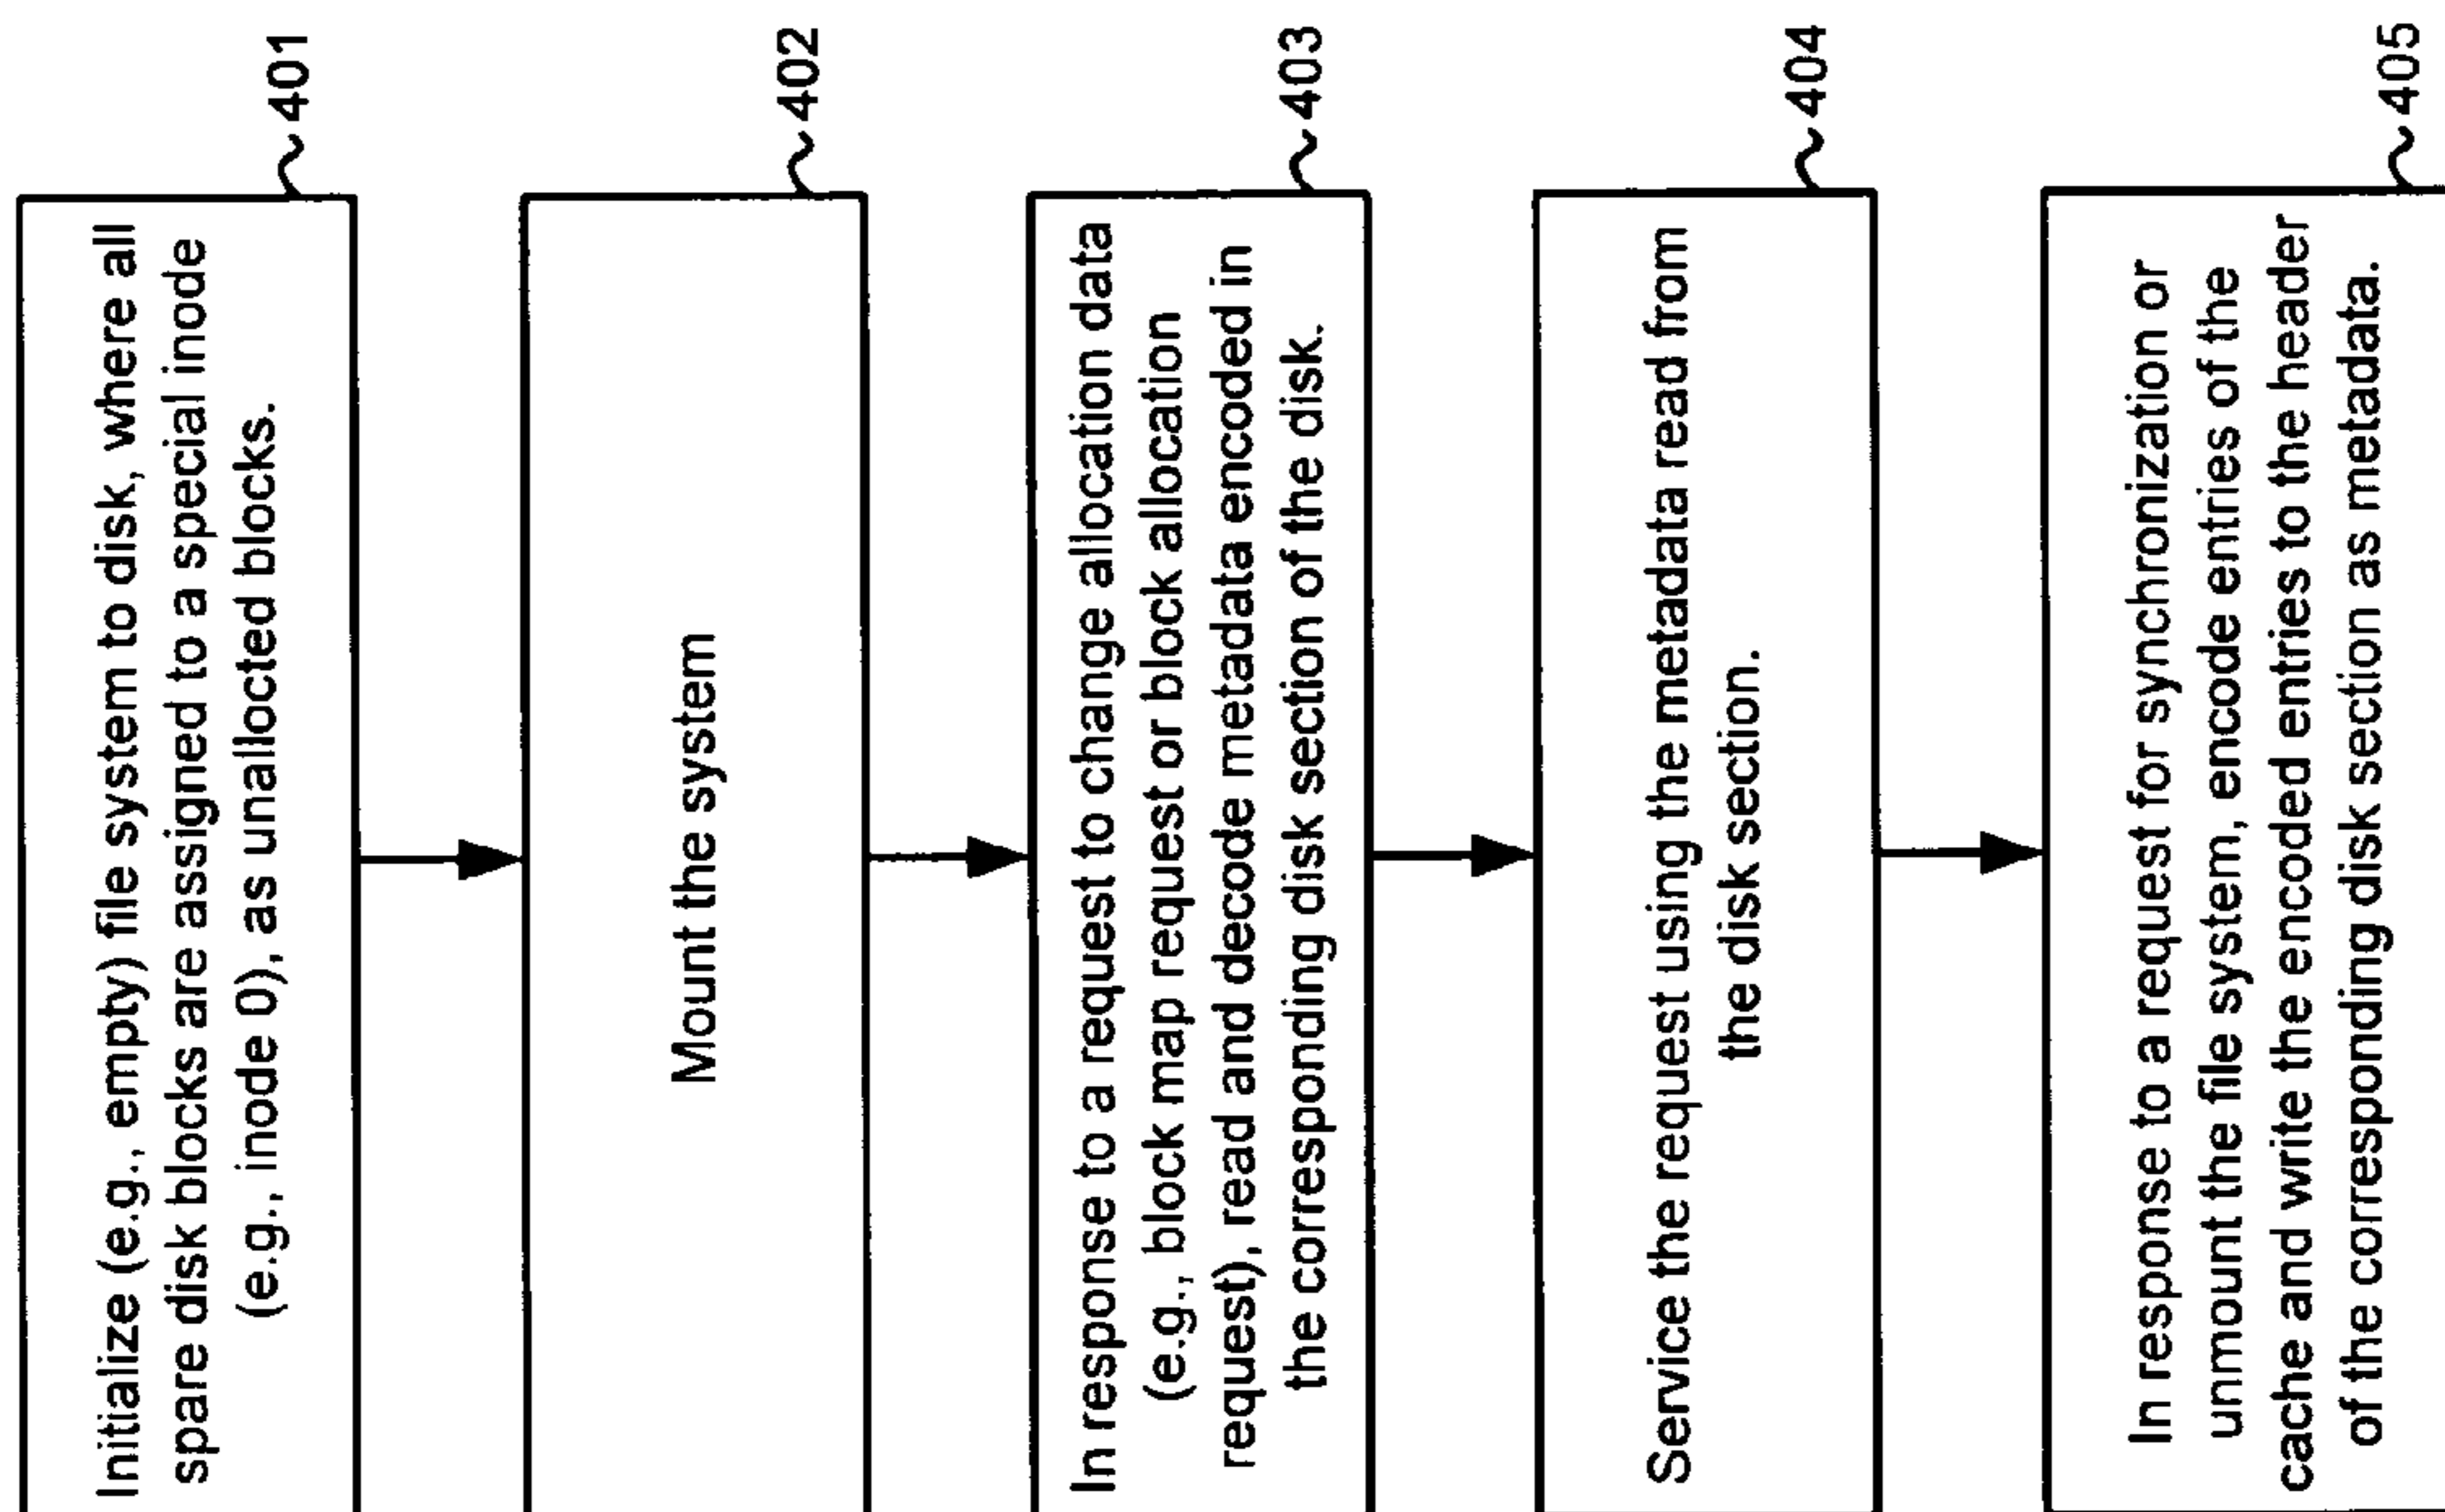 Initialize (e.g., empty) file system to disk, where all
spare disk blocks are assigned to a special inode
(e.g., inode 0), as unallocted blocks.
401
Mount the system
402
In response to a request to change allocation data
(e.g., block map request or block allocation
request), read and decode metadata encoded in
the corresponding disk section of the disk.
403
Service the request using the metadata read from
the disk section.
404
In response to a request for synchronization or
unmount the file system, encode entries of the
cache and write the encoded entries to the header
of the corresponding disk section as metadata.
405